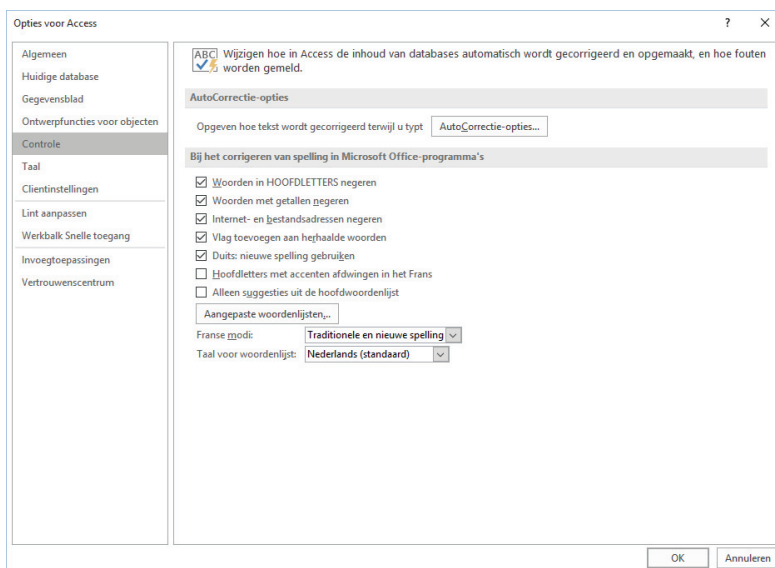 Opties voor Access
?
Algemeen
Huidige database
Gegevensblad
Ontwerpfuncties voor objecten
Controle
Taal
Clientinstellingen
Lint aanpassen
Werkbalk Snelle toegang
Invoegtoepassingen
Vertrouwenscentrum
ABC
Wijzigen hoe in Access de inhoud van databases automatisch wordt gecorrigeerd en opgemaakt, en hoe fouten
worden gemeld.
AutoCorrectie-opties
Opgeven hoe tekst wordt gecorrigeerd terwijl u typt AutoCorrectie-opties...
Bij het corrigeren van spelling in Microsoft Office-programma's
Woorden in HOOFDLETTERS negeren
Woorden met getallen negeren
Internet- en bestandsadressen negeren
Vlag toevoegen aan herhaalde woorden
Duits: nieuwe spelling gebruiken
Hoofdletters met accenten afdwingen in het Frans
Alleen suggesties uit de hoofdwoordenlijst
Aangepaste woordenlijsten...
Franse modi: Traditionele en nieuwe spelling
Taal voor woordenlijst: Nederlands (standaard)
OK Annuleren